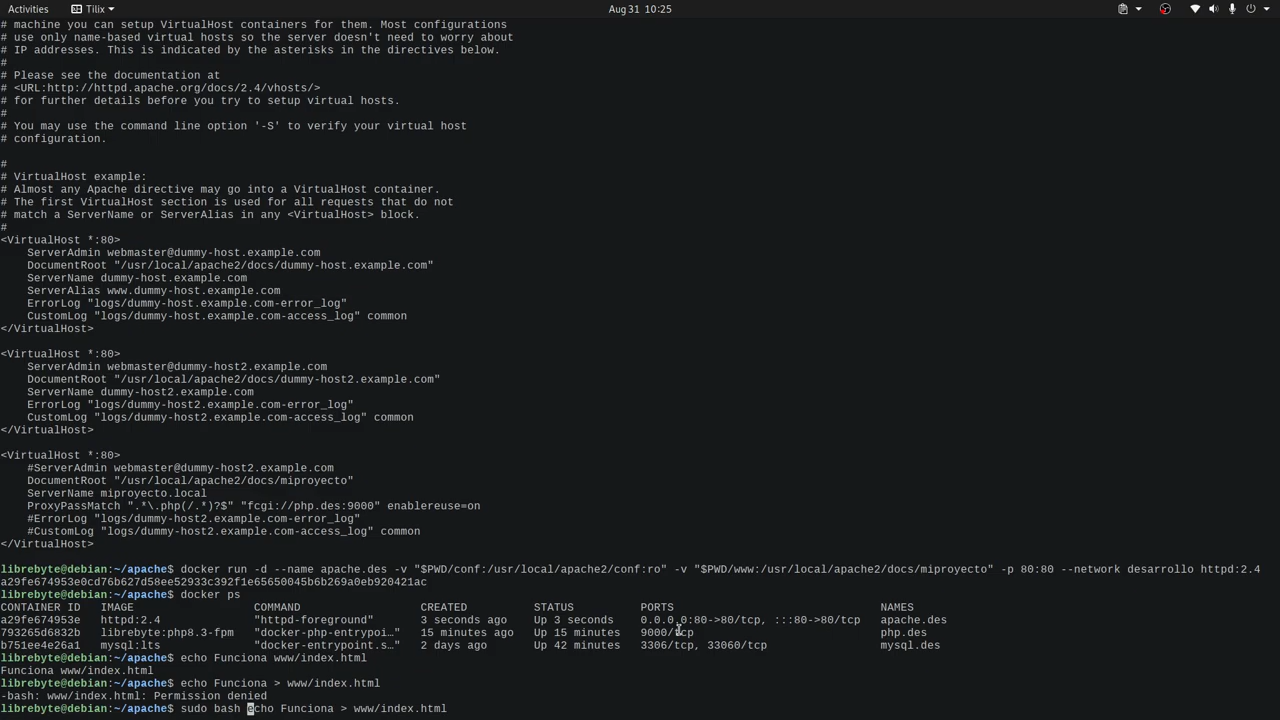 Activities Tilix Aug 31 10:25
# machine you can setup VirtualHost containers for them. Most configurations
# use only name-based virtual hosts so the server doesn't need to worry about
# IP addresses. This is indicated by the asterisks in the directives below.
#
# Please see the documentation at
# <URL:http://httpd.apache.org/docs/2.4/vhosts/>
# for further details before you try to setup virtual hosts.
#
# You may use the command line option '-S' to verify your virtual host
# configuration.
#
# VirtualHost example:
# Almost any Apache directive may go into a VirtualHost container.
# The first VirtualHost section is used for all requests that do not
# match a ServerName or ServerAlias in any <VirtualHost> block.
#
<VirtualHost *:80>
    ServerAdmin webmaster@dummy-host.example.com
    DocumentRoot "/usr/local/apache2/docs/dummy-host.example.com"
    ServerName dummy-host.example.com
    ServerAlias www.dummy-host.example.com
    ErrorLog "logs/dummy-host.example.com-error_log"
    CustomLog "logs/dummy-host.example.com-access_log" common
</VirtualHost>
<VirtualHost *:80>
    ServerAdmin webmaster@dummy-host2.example.com
    DocumentRoot "/usr/local/apache2/docs/dummy-host2.example.com"
    ServerName dummy-host2.example.com
    ErrorLog "logs/dummy-host2.example.com-error_log"
    CustomLog "logs/dummy-host2.example.com-access_log" common
</VirtualHost>
<VirtualHost *:80>
    #ServerAdmin webmaster@dummy-host2.example.com
    DocumentRoot "/usr/local/apache2/docs/miproyecto"
    ServerName miproyecto.local
    ProxyPassMatch ".*\.php(/.*)?$" "fcgi://php.des:9000" enablereuse=on
    #ErrorLog "logs/dummy-host2.example.com-error_log"
    #CustomLog "logs/dummy-host2.example.com-access_log" common
</VirtualHost>
librebyte@debian:~/apache$ docker run -d --name apache.des -v "$PWD/conf:/usr/local/apache2/conf:ro" -v "$PWD/www:/usr/local/apache2/docs/miproyecto" -p 80:80 --network desarrollo httpd:2.4
a29fe674953e0cd76b627d58ee52933c392f1e65650045b6b269a0eb920421ac
librebyte@debian:~/apache$ docker ps
CONTAINER ID   IMAGE                  COMMAND                  CREATED          STATUS          PORTS                               NAMES
a29fe674953e   httpd:2.4              "httpd-foreground"       3 seconds ago    Up 3 seconds    0.0.0.0:80->80/tcp, :::80->80/tcp   apache.des
793265d6832b   librebyte:php8.3-fpm   "docker-php-entrypoi…"   15 minutes ago   Up 15 minutes   9000/tcp                            php.des
b751ee4e26a1   mysql:lts              "docker-entrypoint.s…"   2 days ago       Up 42 minutes   3306/tcp, 33060/tcp                 mysql.des
librebyte@debian:~/apache$ echo Funciona www/index.html
Funciona www/index.html
librebyte@debian:~/apache$ echo Funciona > www/index.html
-bash: www/index.html: Permission denied
librebyte@debian:~/apache$ sudo bash echo Funciona > www/index.html